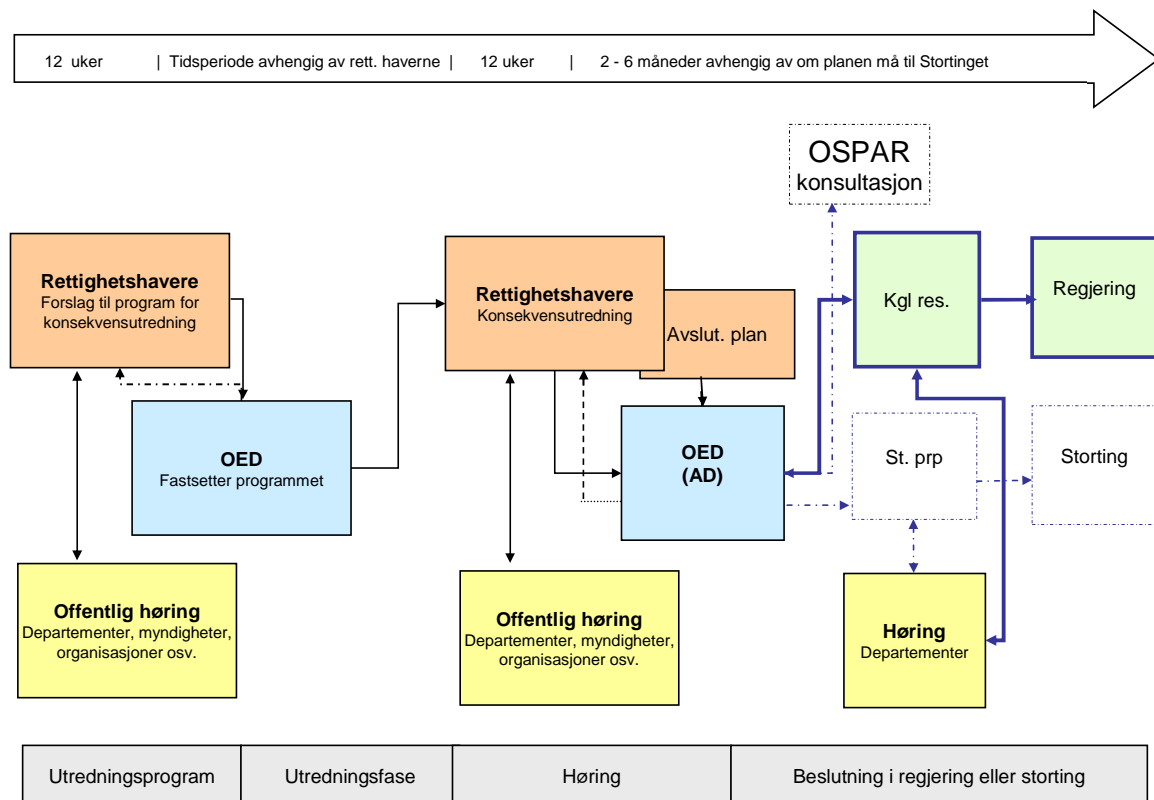 12 uker | Tidsperiode avhengig av rett. haverne | 12 uker | 2 - 6 måneder avhengig av om planen må til Stortinget
OSPAR
konsultasjon
Rettighetshavere
Forslag til program for
konsekvensutredning
Rettighetshavere
Konsekvensutredning
Avslut. plan
Kgl res.
Regjering
OED
Fastsetter programmet
OED
(AD)
St. prp
Storting
Offentlig høring
Departementer, myndigheter,
organisasjoner osv.
Offentlig høring
Departementer, myndigheter,
organisasjoner osv.
Høring
Departementer
Utredningsprogram
Utredningsfase
Høring
Beslutning i regjering eller storting